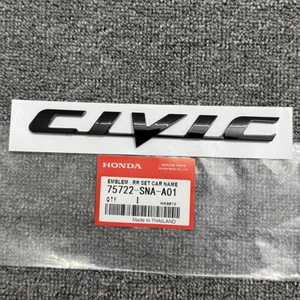 CIVIC
HONDA
EMBLEM , RR SET CAR NAME
75722-SNA-A01
QTY 1
Made in THAILAND